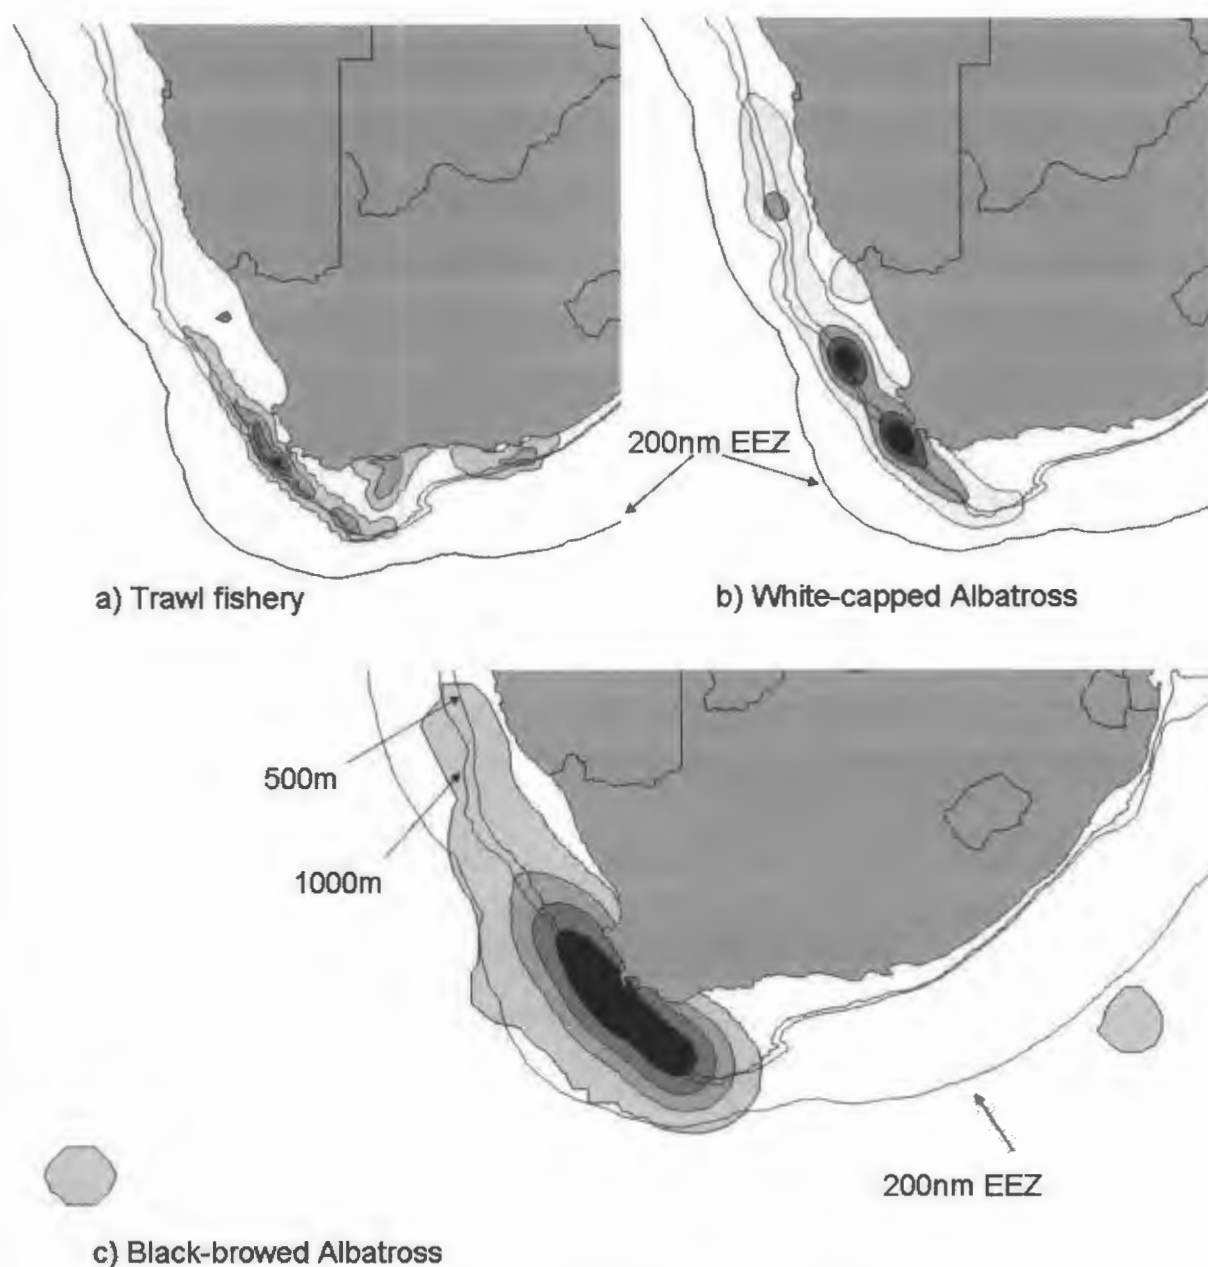 200nm EEZ
a) Trawl fishery
b) White-capped Albatross
500m
1000m
200nm EEZ
c) Black-browed Albatross